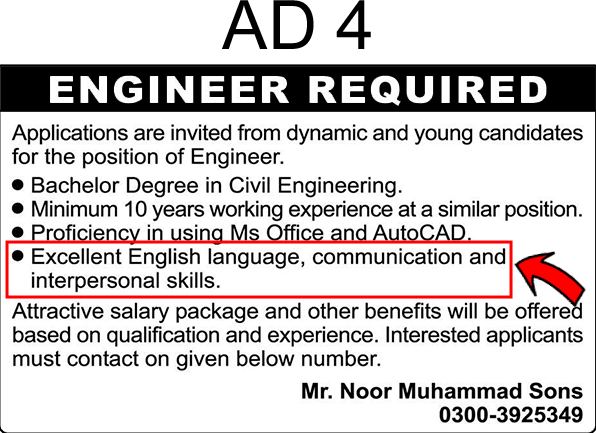 AD 4
ENGINEER REQUIRED
Applications are invited from dynamic and young candidates
for the position of Engineer.
● Bachelor Degree in Civil Engineering.
● Minimum 10 years working experience at a similar position.
● Proficiency in using Ms Office and AutoCAD.
● Excellent English language, communication and
interpersonal skills.
Attractive salary package and other benefits will be offered
based on qualification and experience. Interested applicants
must contact on given below number.
Mr. Noor Muhammad Sons
0300-3925349